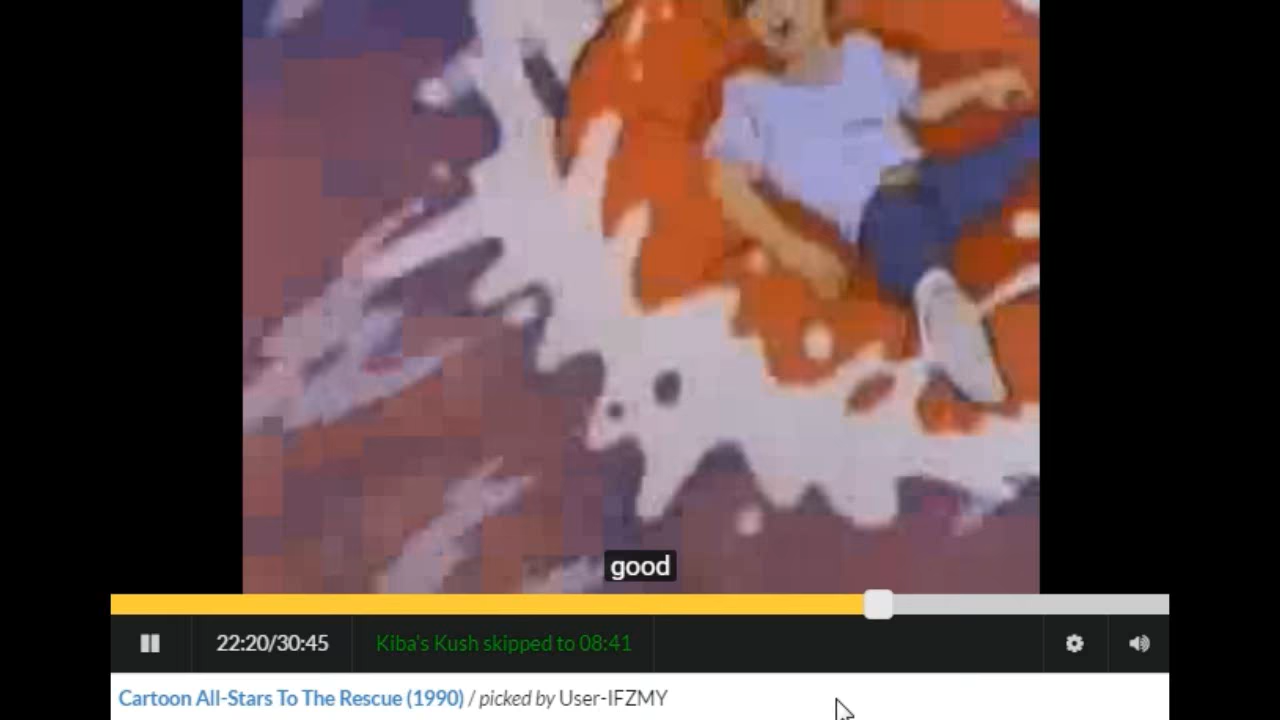 good
22:20/30:45 Kiba's Kush skipped to 08:41
Cartoon All-Stars To The Rescue (1990) / picked by User-IFZMY